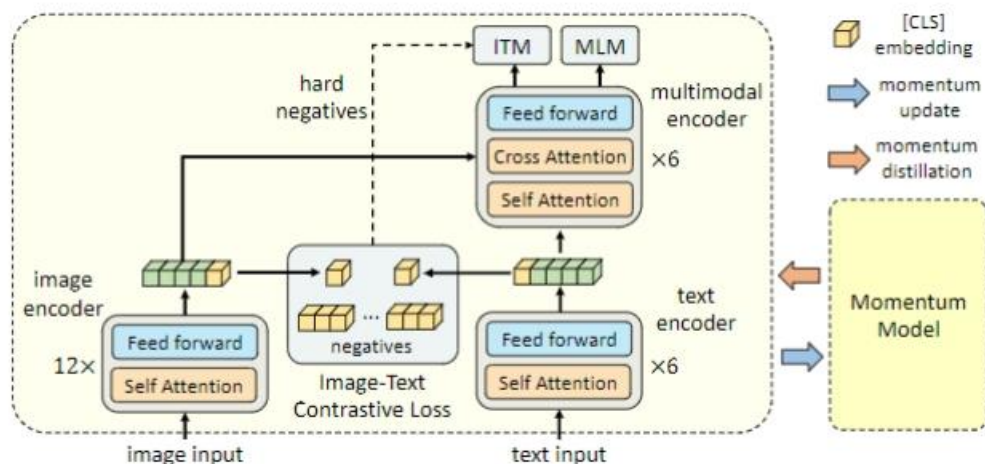 ITM
MLM
hard
negatives
Feed forward
Cross Attention
Self Attention
multimodal
encoder
×6
image
encoder
12×
Feed forward
Self Attention
...
negatives
Image-Text
Contrastive Loss
text
encoder
Feed forward
Self Attention
×6
image input
text input
[CLS]
embedding
momentum
update
momentum
distillation
Momentum
Model